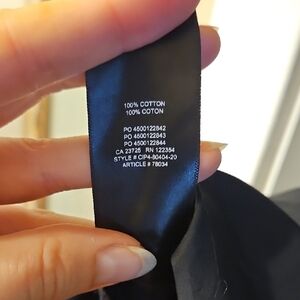 100% COTTON
100% COTON
PO 4500122842
PO 4500122843
PO 4500122844
CA 23725 RN 122354
STYLE # CIP4-80404-20
ARTICLE # 78034